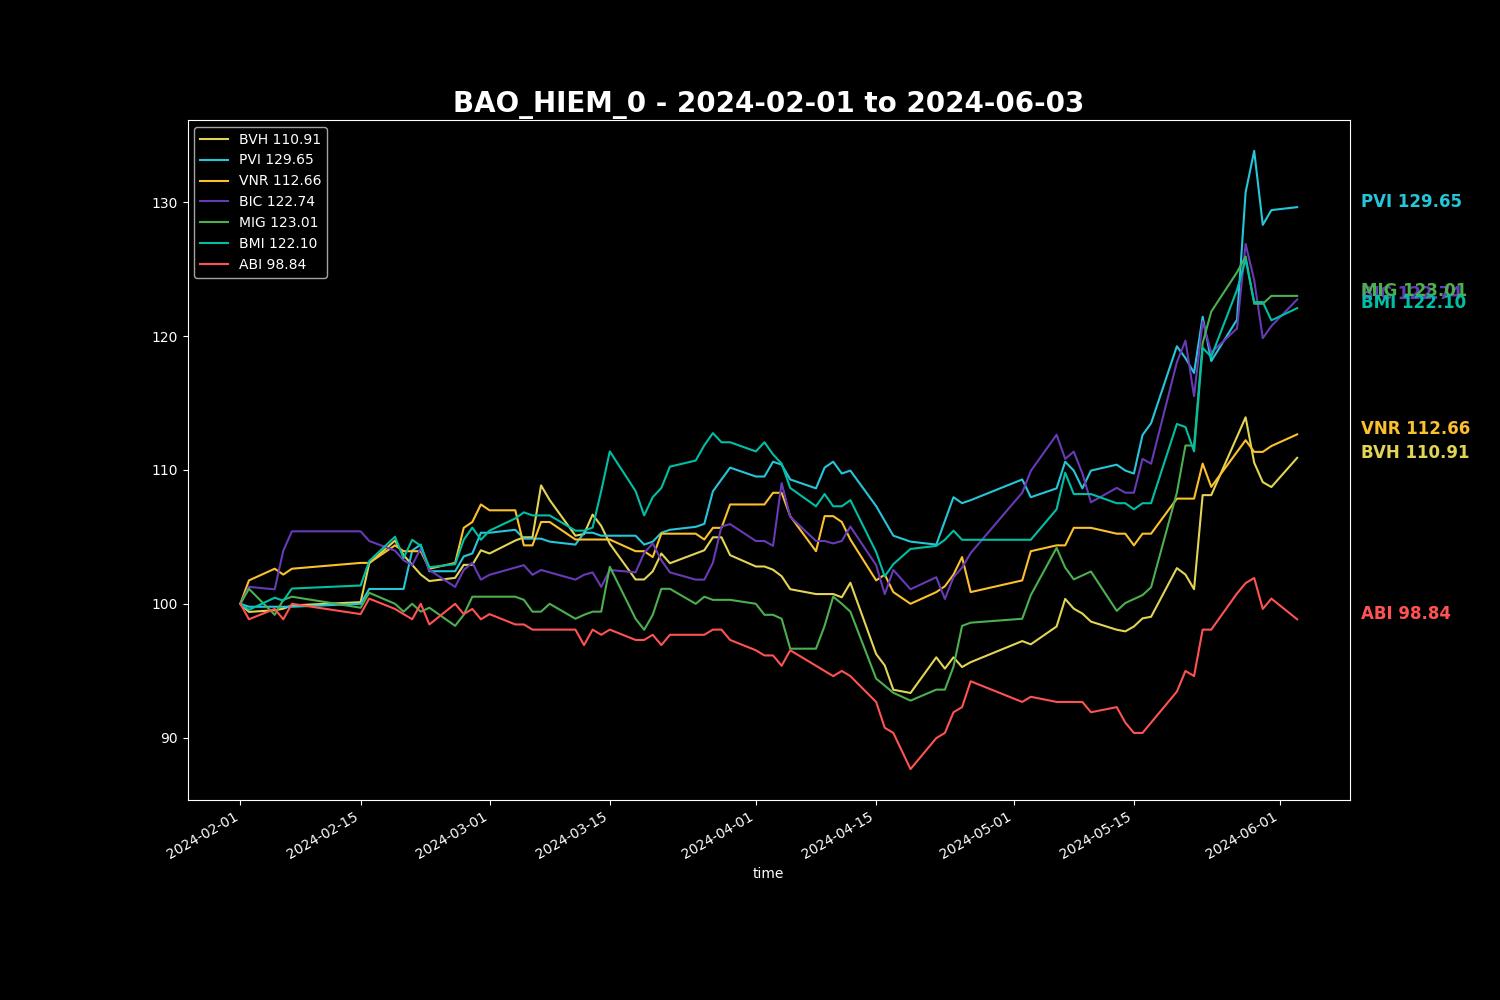 BAO_HIEM_0 - 2024-02-01 to 2024-06-03
BVH 110.91
PVI 129.65
VNR 112.66
BIC 122.74
MIG 123.01
BMI 122.10
ABI 98.84
130
120
110
100
90
PVI 129.65
MIG 123.01
BMI 122.10
VNR 112.66
BVH 110.91
ABI 98.84
2024-02-01
2024-02-15
2024-03-01
2024-03-15
2024-04-01
2024-04-15
2024-05-01
2024-05-15
2024-06-01
time